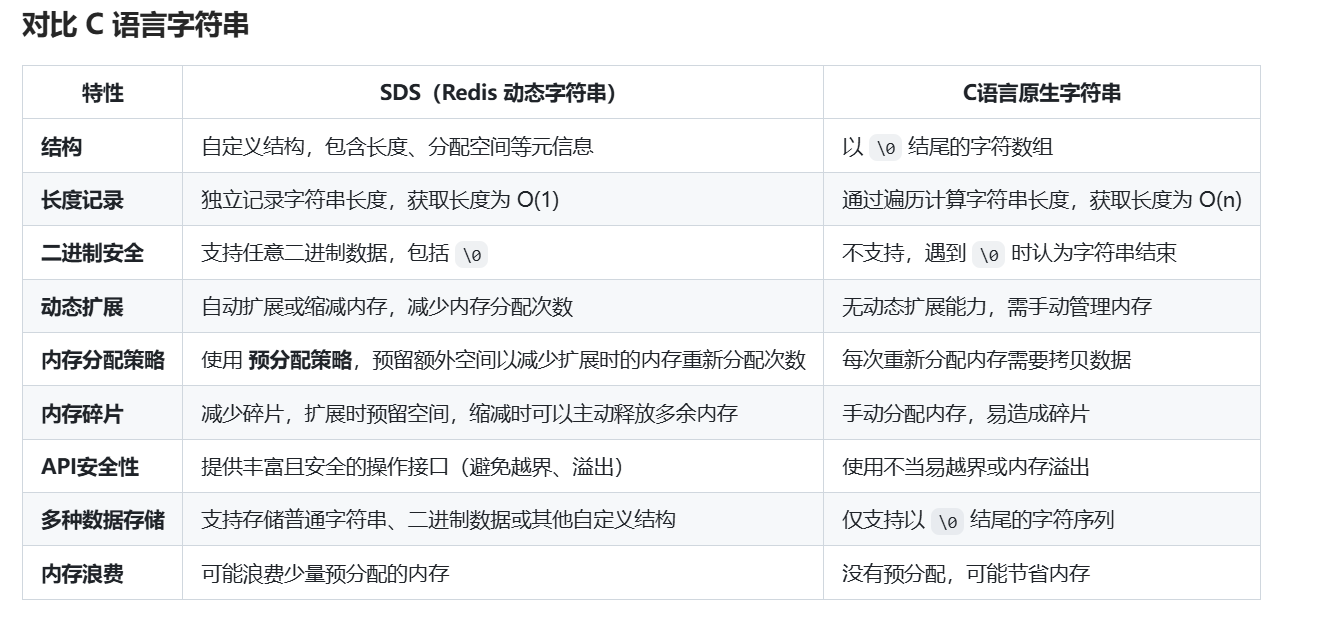 对比 C 语言字符串
特性 SDS（Redis 动态字符串） C语言原生字符串
结构 自定义结构，包含长度、分配空间等元信息 以 \0 结尾的字符数组
长度记录 独立记录字符串长度，获取长度为 O(1) 通过遍历计算字符串长度，获取长度为 O(n)
二进制安全 支持任意二进制数据，包括 \0 不支持，遇到 \0 时认为字符串结束
动态扩展 自动扩展或缩减内存，减少内存分配次数 无动态扩展能力，需手动管理内存
内存分配策略 使用 预分配策略，预留额外空间以减少扩展时的内存重新分配次数 每次重新分配内存需要拷贝数据
内存碎片 减少碎片，扩展时预留空间，缩减时可以主动释放多余内存 手动分配内存，易造成碎片
API安全性 提供丰富且安全的操作接口（避免越界、溢出） 使用不当易越界或内存溢出
多种数据存储 支持存储普通字符串、二进制数据或其他自定义结构 仅支持以 \0 结尾的字符序列
内存浪费 可能浪费少量预分配的内存 没有预分配，可能节省内存